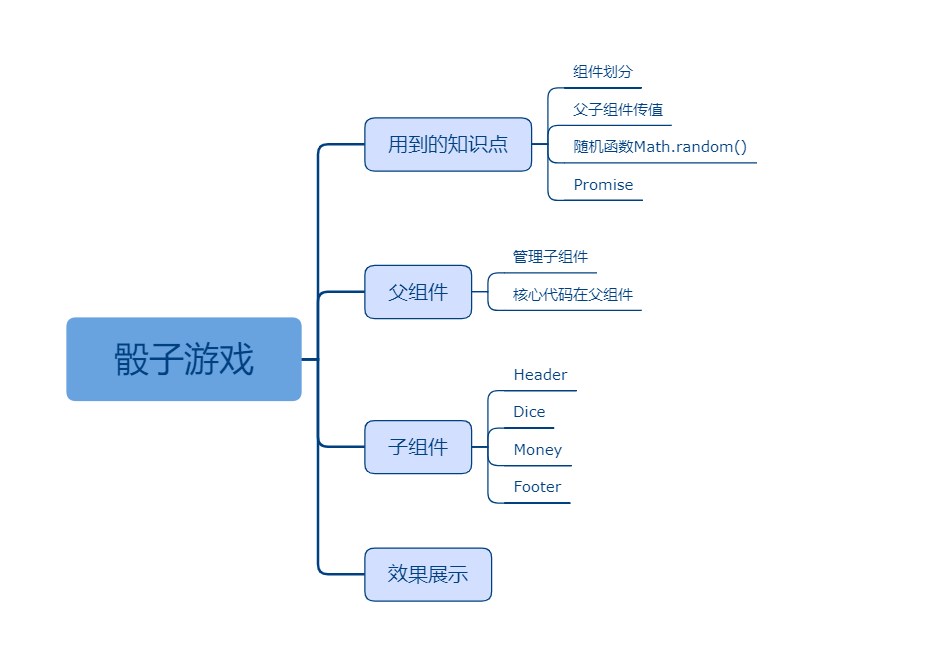 骰子游戏
用到的知识点
组件划分
父子组件传值
随机函数Math.random()
Promise
父组件
管理子组件
核心代码在父组件
子组件
Header
Dice
Money
Footer
效果展示